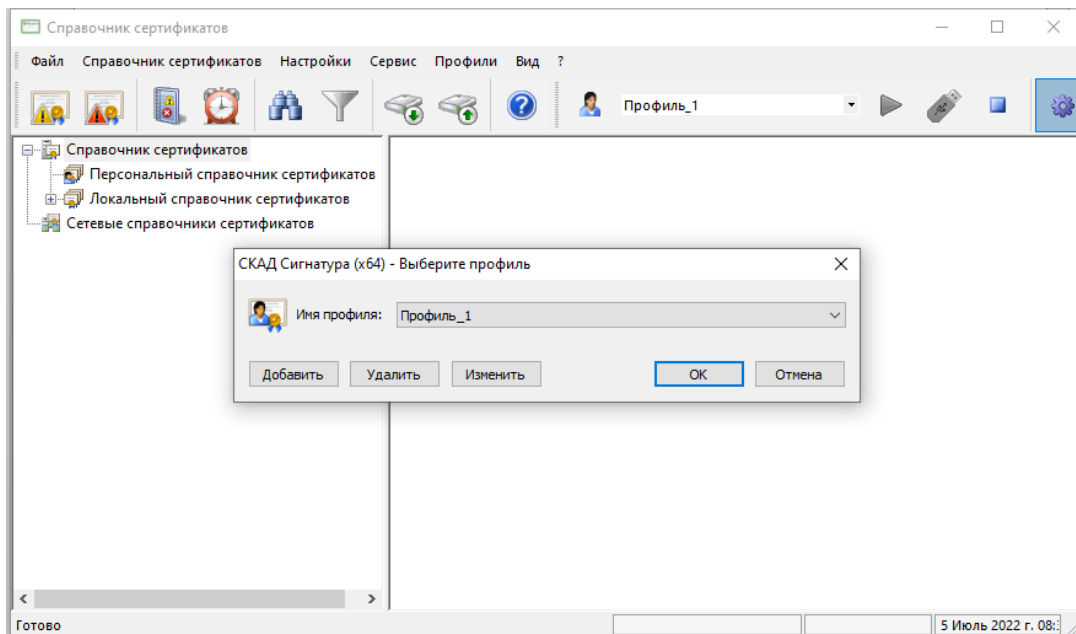 Справочник сертификатов
Файл Справочник сертификатов Настройки Сервис Профили Вид ?
Профиль_1
Справочник сертификатов
Персональный справочник сертификатов
Локальный справочник сертификатов
Сетевые справочники сертификатов
СКАД Сигнатура (x64) - Выберите профиль
Имя профиля: Профиль_1
Добавить Удалить Изменить ОК Отмена
Готово 5 Июль 2022 г. 08: